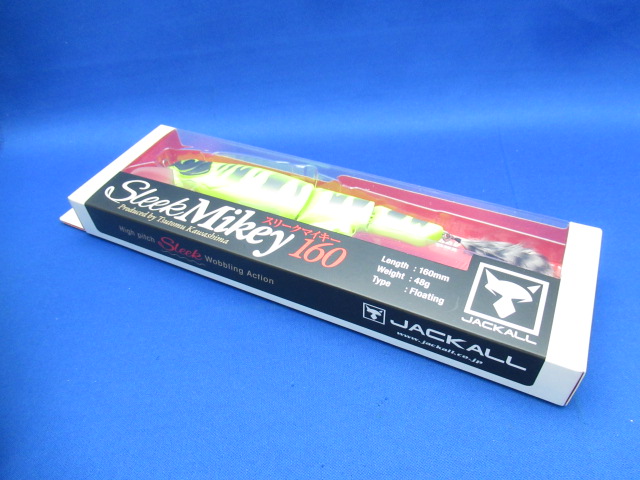 Sleek Mikey 160
スリークマイキー
Produced by Tsutomu Kawashima
Length : 160mm
Weight : 48g
Type : Floating
JACKALL
High pitch Sleek Wobbling Action
JACKALL
www.jackall.co.jp